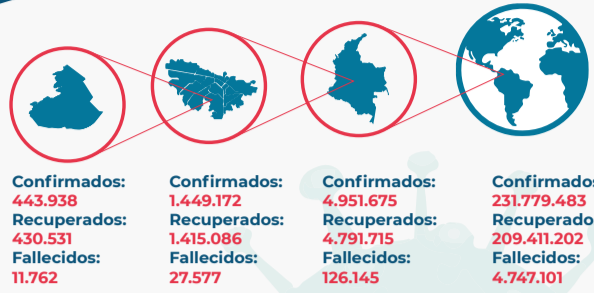 Confirmados:
443.938
Recuperados:
430.531
Fallecidos:
11.762
Confirmados:
1.449.172
Recuperados:
1.415.086
Fallecidos:
27.577
Confirmados:
4.951.675
Recuperados:
4.791.715
Fallecidos:
126.145
Confirmados
231.779.483
Recuperado
209.411.202
Fallecidos:
4.747.101